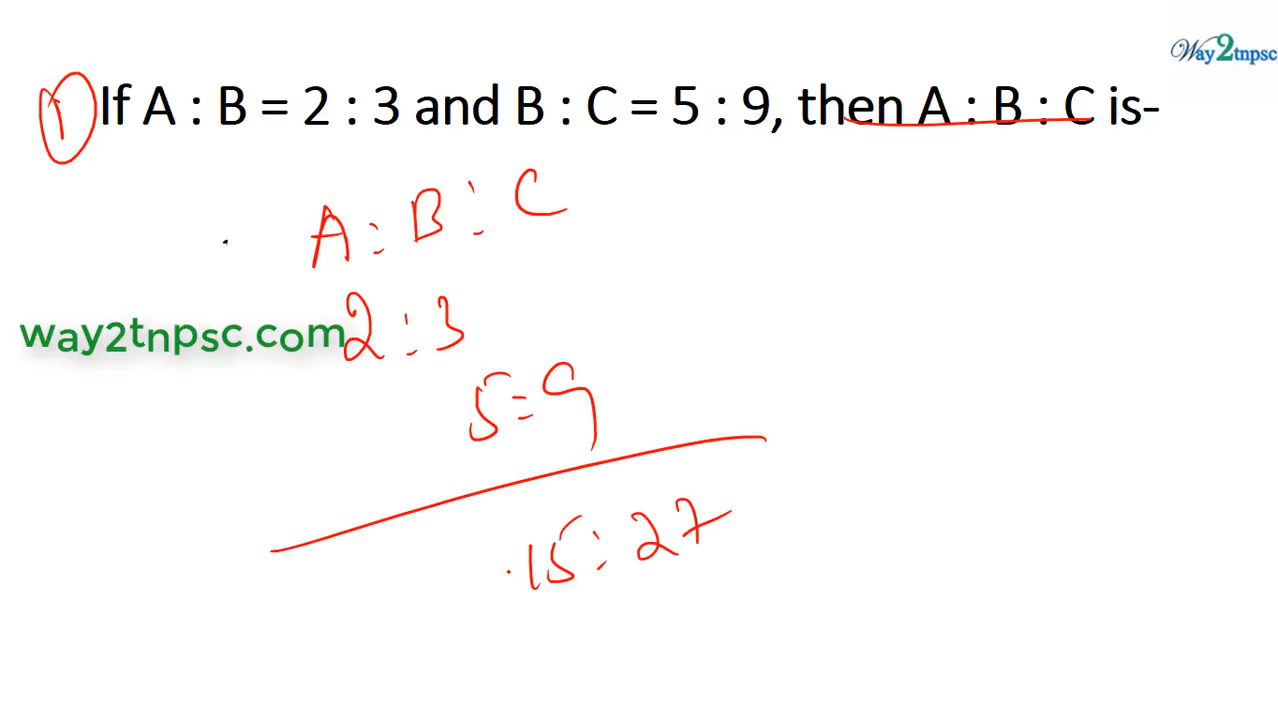 Way2tnpsc
1 If A : B = 2 : 3 and B : C = 5 : 9, then A : B : C is-
A : B : C
way2tnpsc.com
2 : 3
5 : 9
15 : 27